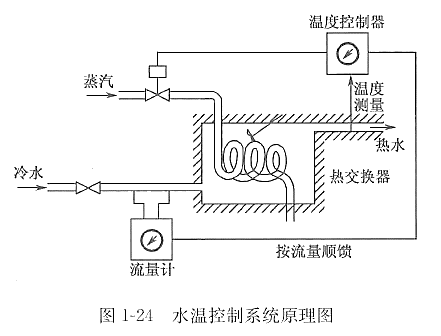 温度控制器
蒸汽
温度
测量
热水
冷水
热交换器
流量计
按流量顺馈
图 1-24 水温控制系统原理图